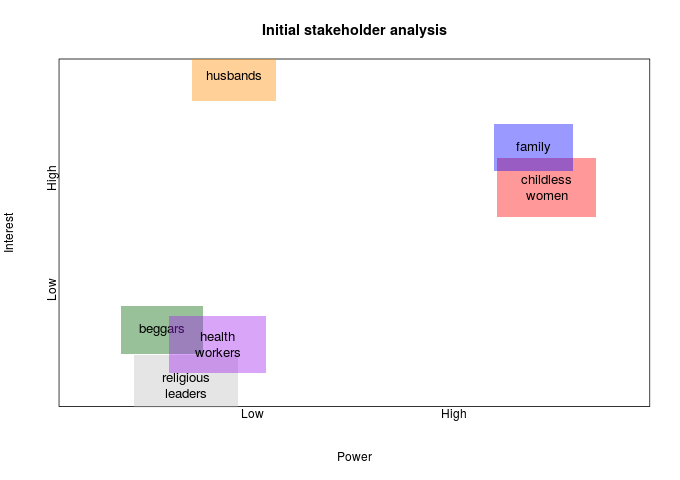 Initial stakeholder analysis
husbands
family
childless
women
High
Interest
Low
beggars
health
workers
religious
leaders
Low
High
Power